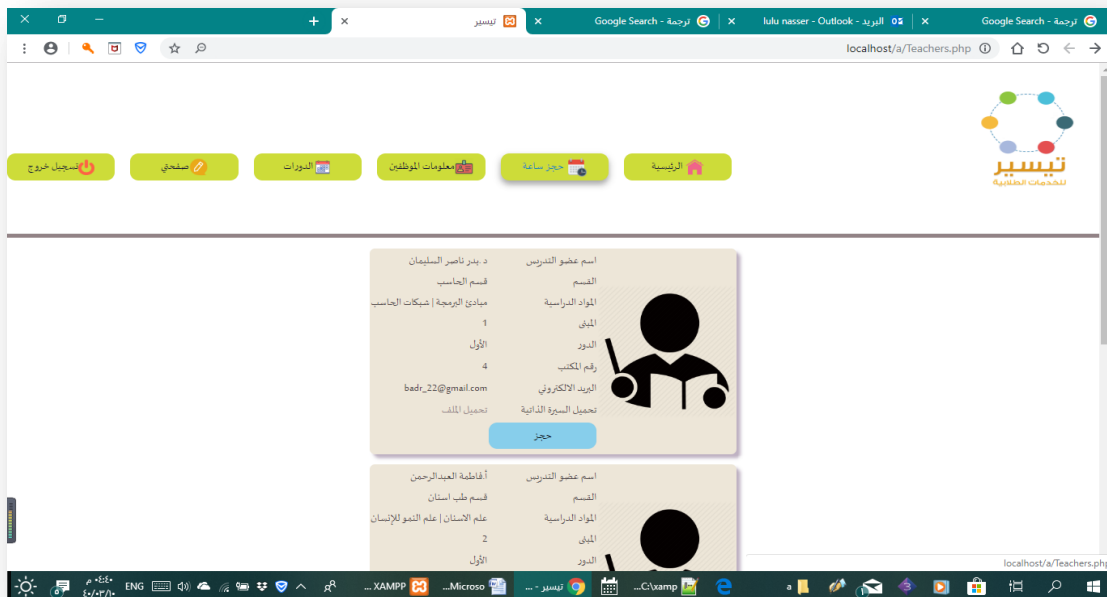 ترجمة - Google Search
البريد - lulu nasser - Outlook
ترجمة - Google Search
تيسير
localhost/a/Teachers.php
تيسير
للخدمات الطلابية
الرئيسية
حجز ساعة
معلومات الموظفين
الدورات
صفحتي
تسجيل خروج
اسم عضو التدريس د.بدر ناصر السليمان
القسم قسم الحاسب
المواد الدراسية مبادئ البرمجة | شبكات الحاسب
المبنى 1
الدور الأول
رقم المكتب 4
البريد الالكتروني badr_22@gmail.com
تحميل السيرة الذاتية تحميل الملف
حجز
اسم عضو التدريس أ.فاطمة العبدالرحمن
القسم قسم طب اسنان
المواد الدراسية علم الاسنان | علم النمو للإنسان
المبنى 2
الدور الأول
localhost/a/Teachers.php
a
C:\xamp...
تيسير - ...
Microso...
XAMPP ...
ENG
٠٤:٤٠ م